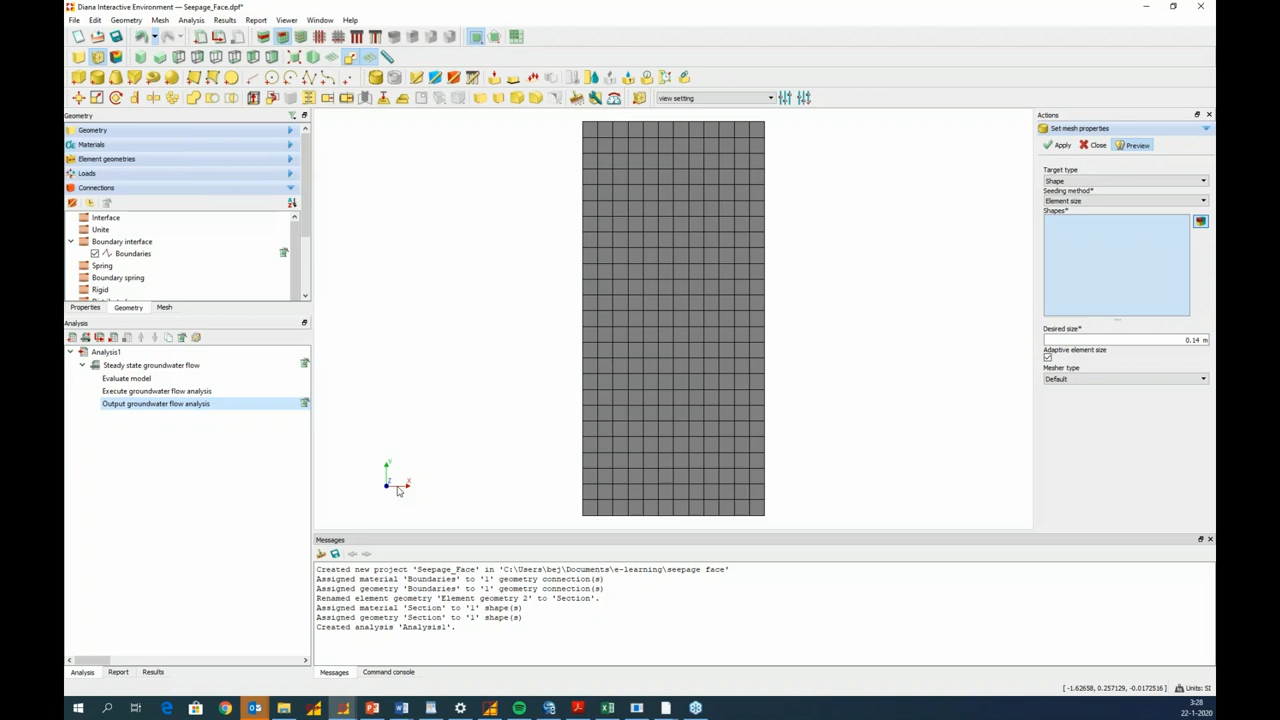 Diana Interactive Environment — Seepage_Face.dpf*
File Edit Geometry Mesh Analysis Results Report Viewer Window Help
view setting
Geometry
Geometry
Materials
Element geometries
Loads
Connections
Interface
Unite
Boundary interface
Boundaries
Spring
Boundary spring
Rigid
Properties Geometry Mesh
Analysis
Analysis1
Steady state groundwater flow
Evaluate model
Execute groundwater flow analysis
Output groundwater flow analysis
Analysis Report Results
Y
Z X
Actions
Set mesh properties
Apply Close Preview
Target type
Shape
Seeding method*
Element size
Shapes*
Desired size*
0.14 m
Adaptive element size
Mesher type
Default
Messages
Created new project 'Seepage_Face' in 'C:\Users\bej\Documents\e-learning\seepage face'
Assigned material 'Boundaries' to '1' geometry connection(s)
Assigned geometry 'Boundaries' to '1' geometry connection(s)
Renamed element geometry 'Element geometry 2' to 'Section'.
Assigned material 'Section' to '1' shape(s)
Assigned geometry 'Section' to '1' shape(s)
Created analysis 'Analysis1'.
Messages Command console
[ -1.62658, 0.257129, -0.0172516 ] Units: SI
3:28
22-1-2020